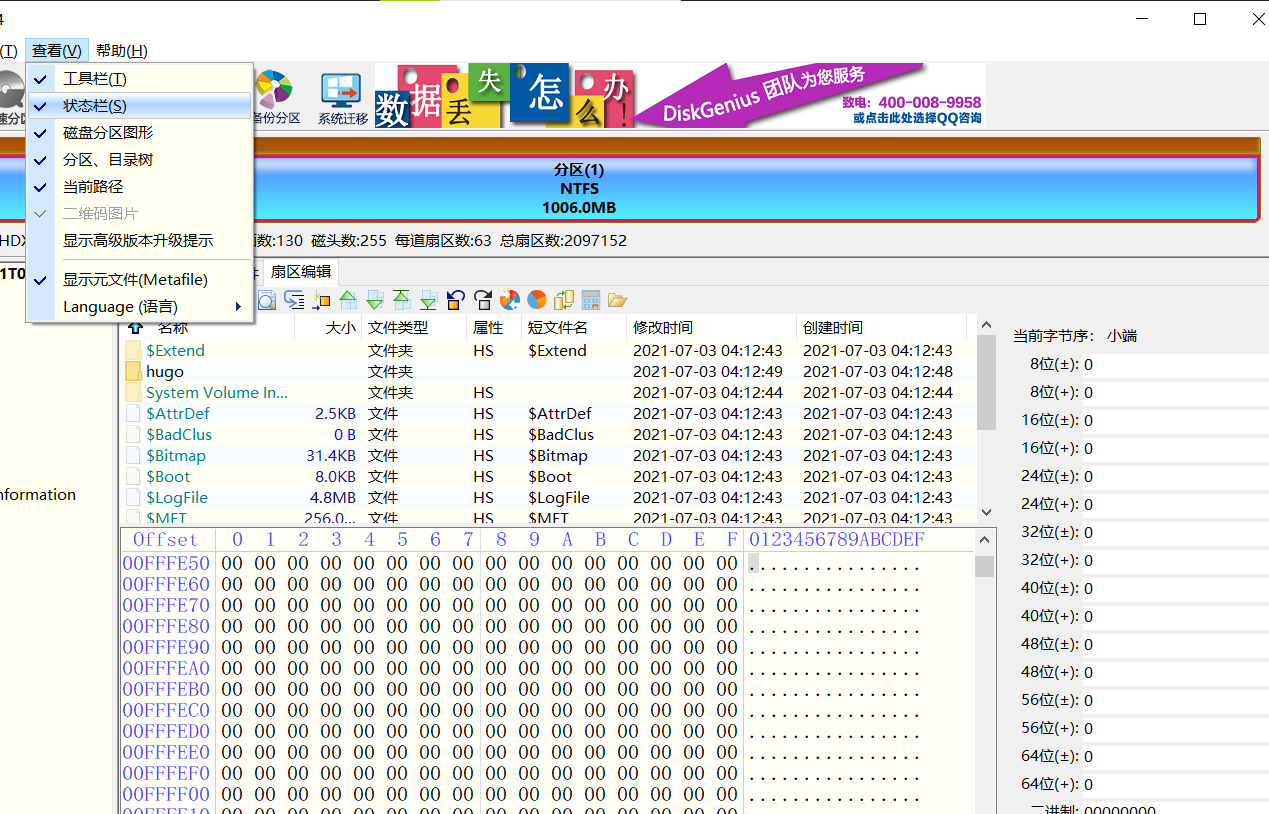 4
(T) 查看(V) 帮助(H)
工具栏(T)
状态栏(S)
磁盘分区图形
分区、目录树
当前路径
二维码图片
显示高级版本升级提示
显示元文件(Metafile)
Language (语言)
速分区
备份分区
系统迁移
数据丢失怎么办!
DiskGenius 团队为您服务
致电：400-008-9958
或点击此处选择QQ咨询
分区(1)
NTFS
1006.0MB
HDX
面数:130 磁头数:255 每道扇区数:63 总扇区数:2097152
1T0
件 扇区编辑
nformation
名称 大小 文件类型 属性 短文件名 修改时间 创建时间
$Extend 文件夹 HS $Extend 2021-07-03 04:12:43 2021-07-03 04:12:43
hugo 文件夹 2021-07-03 04:12:49 2021-07-03 04:12:48
System Volume In... 文件夹 HS 2021-07-03 04:12:44 2021-07-03 04:12:44
$AttrDef 2.5KB 文件 HS $AttrDef 2021-07-03 04:12:43 2021-07-03 04:12:43
$BadClus 0 B 文件 HS $BadClus 2021-07-03 04:12:43 2021-07-03 04:12:43
$Bitmap 31.4KB 文件 HS $Bitmap 2021-07-03 04:12:43 2021-07-03 04:12:43
$Boot 8.0KB 文件 HS $Boot 2021-07-03 04:12:43 2021-07-03 04:12:43
$LogFile 4.8MB 文件 HS $LogFile 2021-07-03 04:12:43 2021-07-03 04:12:43
$MFT 256.0... 文件 HS $MFT 2021-07-03 04:12:43 2021-07-03 04:12:43
Offset 0 1 2 3 4 5 6 7 8 9 A B C D E F 0123456789ABCDEF
00FFFE50 00 00 00 00 00 00 00 00 00 00 00 00 00 00 00 00 ................
00FFFE60 00 00 00 00 00 00 00 00 00 00 00 00 00 00 00 00 ................
00FFFE70 00 00 00 00 00 00 00 00 00 00 00 00 00 00 00 00 ................
00FFFE80 00 00 00 00 00 00 00 00 00 00 00 00 00 00 00 00 ................
00FFFE90 00 00 00 00 00 00 00 00 00 00 00 00 00 00 00 00 ................
00FFFEA0 00 00 00 00 00 00 00 00 00 00 00 00 00 00 00 00 ................
00FFFEB0 00 00 00 00 00 00 00 00 00 00 00 00 00 00 00 00 ................
00FFFEC0 00 00 00 00 00 00 00 00 00 00 00 00 00 00 00 00 ................
00FFFED0 00 00 00 00 00 00 00 00 00 00 00 00 00 00 00 00 ................
00FFFEE0 00 00 00 00 00 00 00 00 00 00 00 00 00 00 00 00 ................
00FFFEF0 00 00 00 00 00 00 00 00 00 00 00 00 00 00 00 00 ................
00FFFF00 00 00 00 00 00 00 00 00 00 00 00 00 00 00 00 00 ................
00FFFF10 00 00 00 00 00 00 00 00 00 00 00 00 00 00 00 00
当前字节序： 小端
8位(±): 0
8位(+): 0
16位(±): 0
16位(+): 0
24位(±): 0
24位(+): 0
32位(±): 0
32位(+): 0
40位(±): 0
40位(+): 0
48位(±): 0
48位(+): 0
56位(±): 0
56位(+): 0
64位(±): 0
64位(+): 0
二进制: 00000000